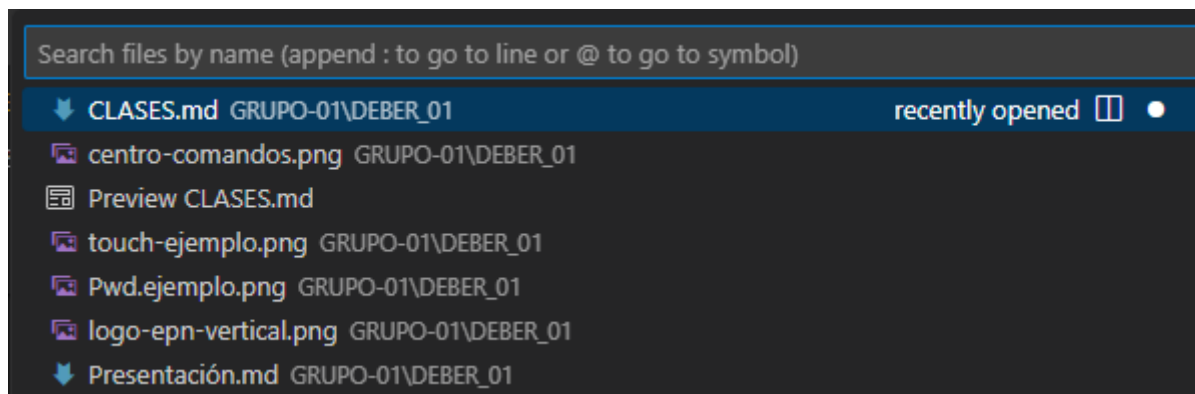 Search files by name (append : to go to line or @ to go to symbol)
CLASES.md GRUPO-01\DEBER_01 recently opened
centro-comandos.png GRUPO-01\DEBER_01
Preview CLASES.md
touch-ejemplo.png GRUPO-01\DEBER_01
Pwd.ejemplo.png GRUPO-01\DEBER_01
logo-epn-vertical.png GRUPO-01\DEBER_01
Presentación.md GRUPO-01\DEBER_01